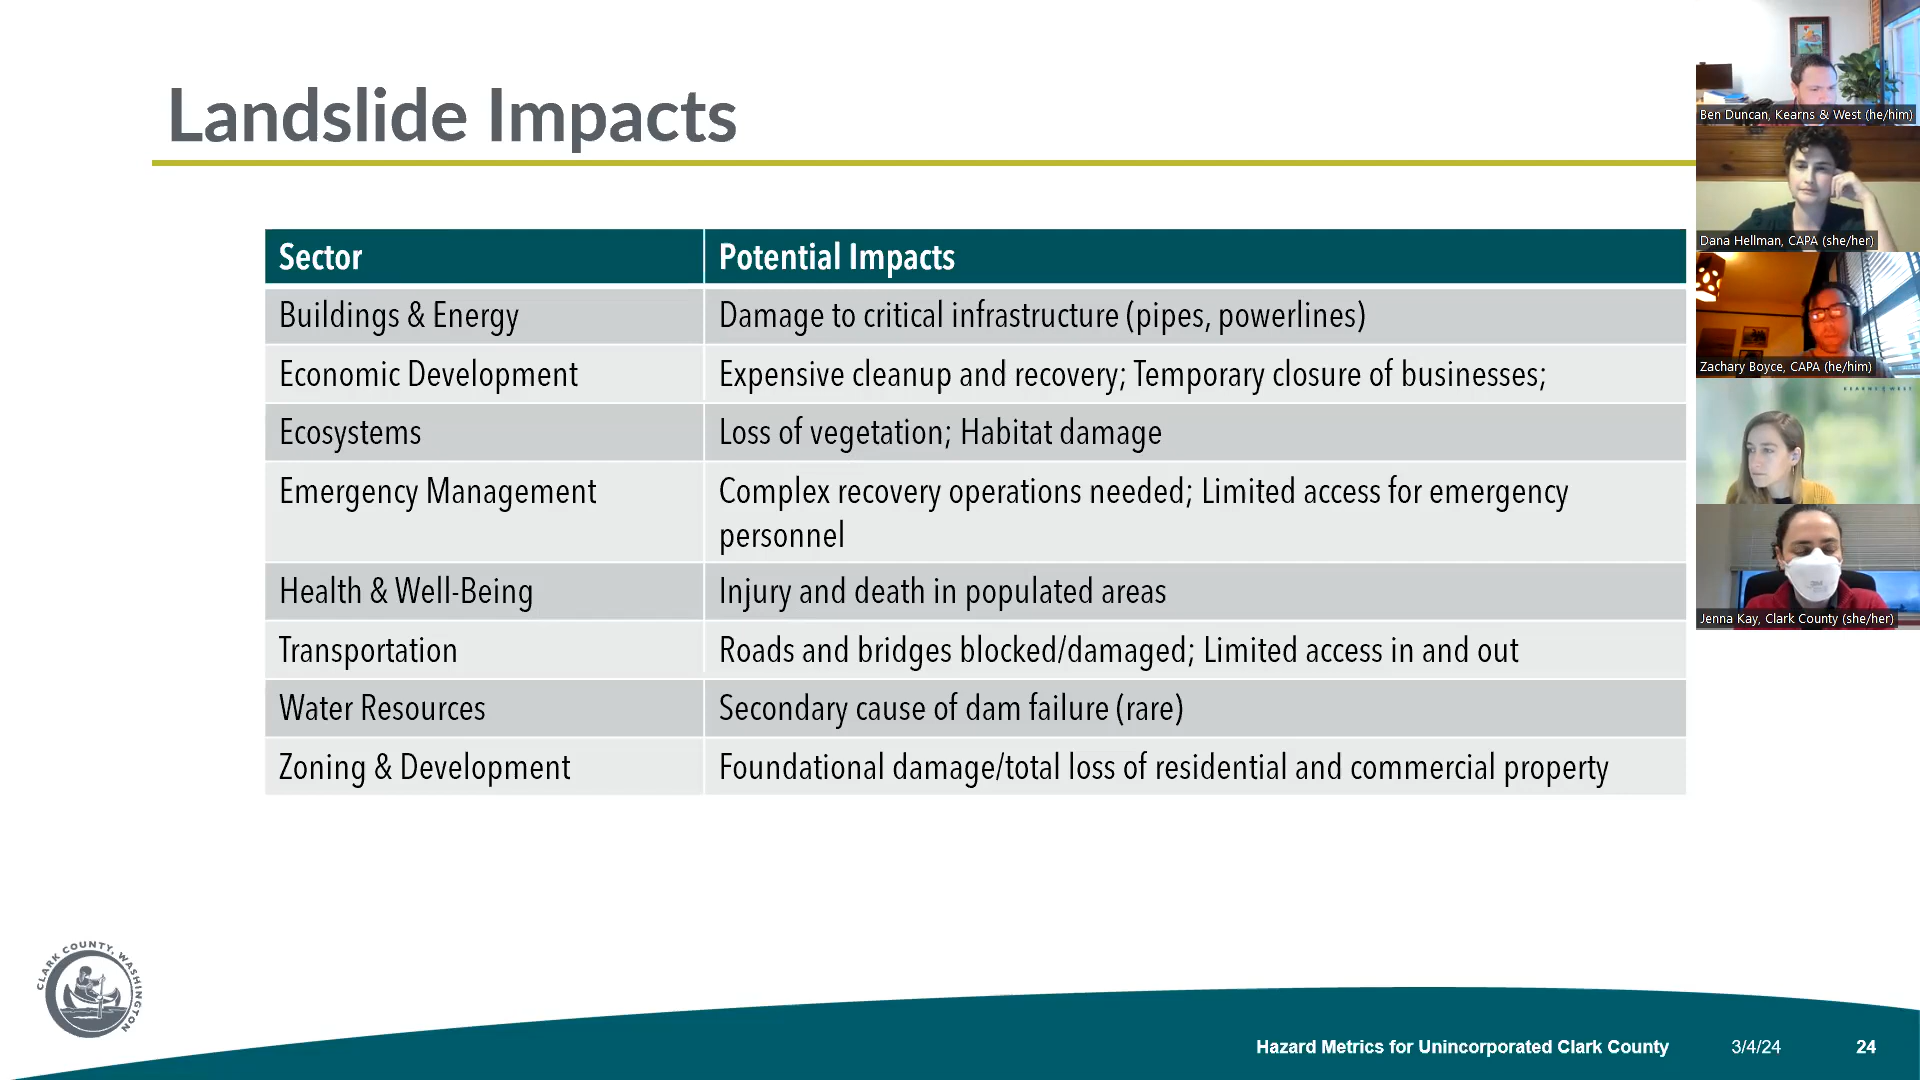 Landslide Impacts
Sector Potential Impacts
Buildings & Energy Damage to critical infrastructure (pipes, powerlines)
Economic Development Expensive cleanup and recovery; Temporary closure of businesses;
Ecosystems Loss of vegetation; Habitat damage
Emergency Management Complex recovery operations needed; Limited access for emergency
personnel
Health & Well-Being Injury and death in populated areas
Transportation Roads and bridges blocked/damaged; Limited access in and out
Water Resources Secondary cause of dam failure (rare)
Zoning & Development Foundational damage/total loss of residential and commercial property
Ben Duncan, Kearns & West (he/him)
Dana Hellman, CAPA (she/her)
Zachary Boyce, CAPA (he/him)
KEARNS & WEST
Jenna Kay, Clark County (she/her)
CLARK COUNTY, WASHINGTON
Hazard Metrics for Unincorporated Clark County 3/4/24 24